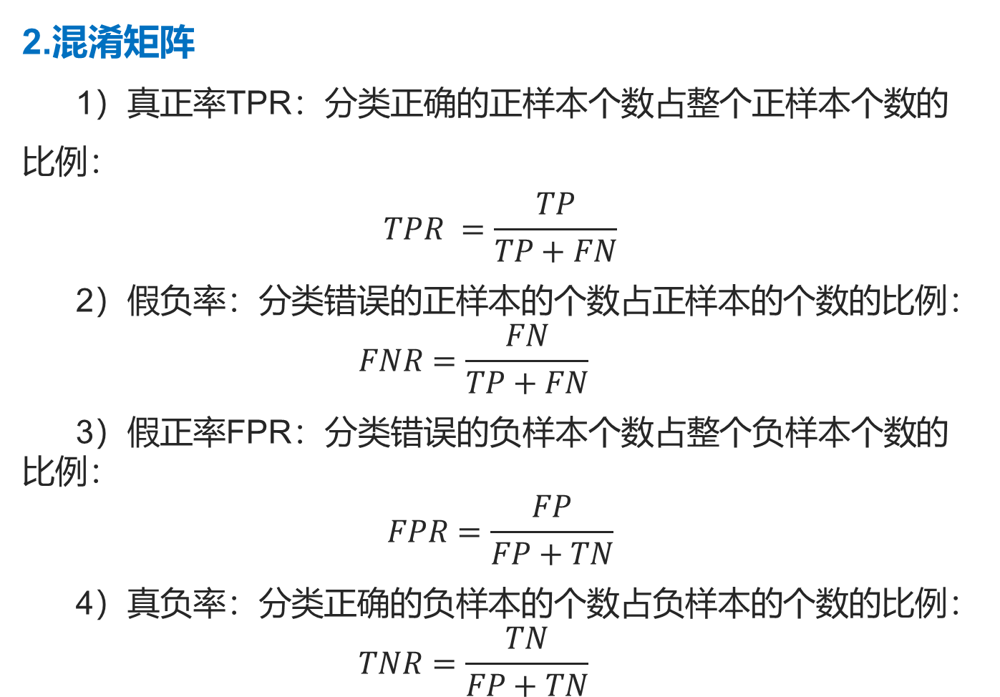 2.混淆矩阵
1）真正率TPR：分类正确的正样本个数占整个正样本个数的
比例：
TPR = TP / (TP + FN)
2）假负率：分类错误的正样本的个数占正样本的个数的比例：
FNR = FN / (TP + FN)
3）假正率FPR：分类错误的负样本个数占整个负样本个数的
比例：
FPR = FP / (FP + TN)
4）真负率：分类正确的负样本的个数占负样本的个数的比例：
TNR = TN / (FP + TN)